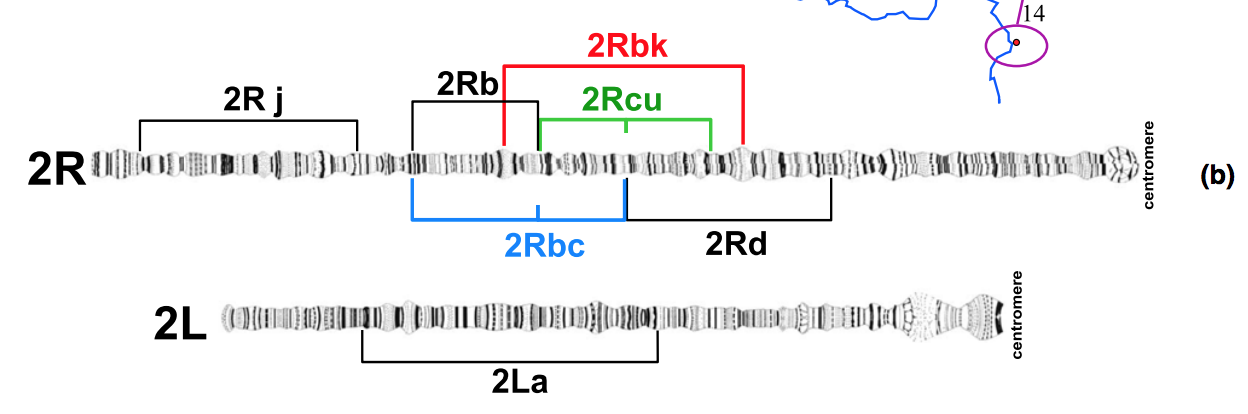 14
2Rbk
2Rb
2R j
2Rcu
2R
centromere
(b)
2Rbc
2Rd
2L
centromere
2La